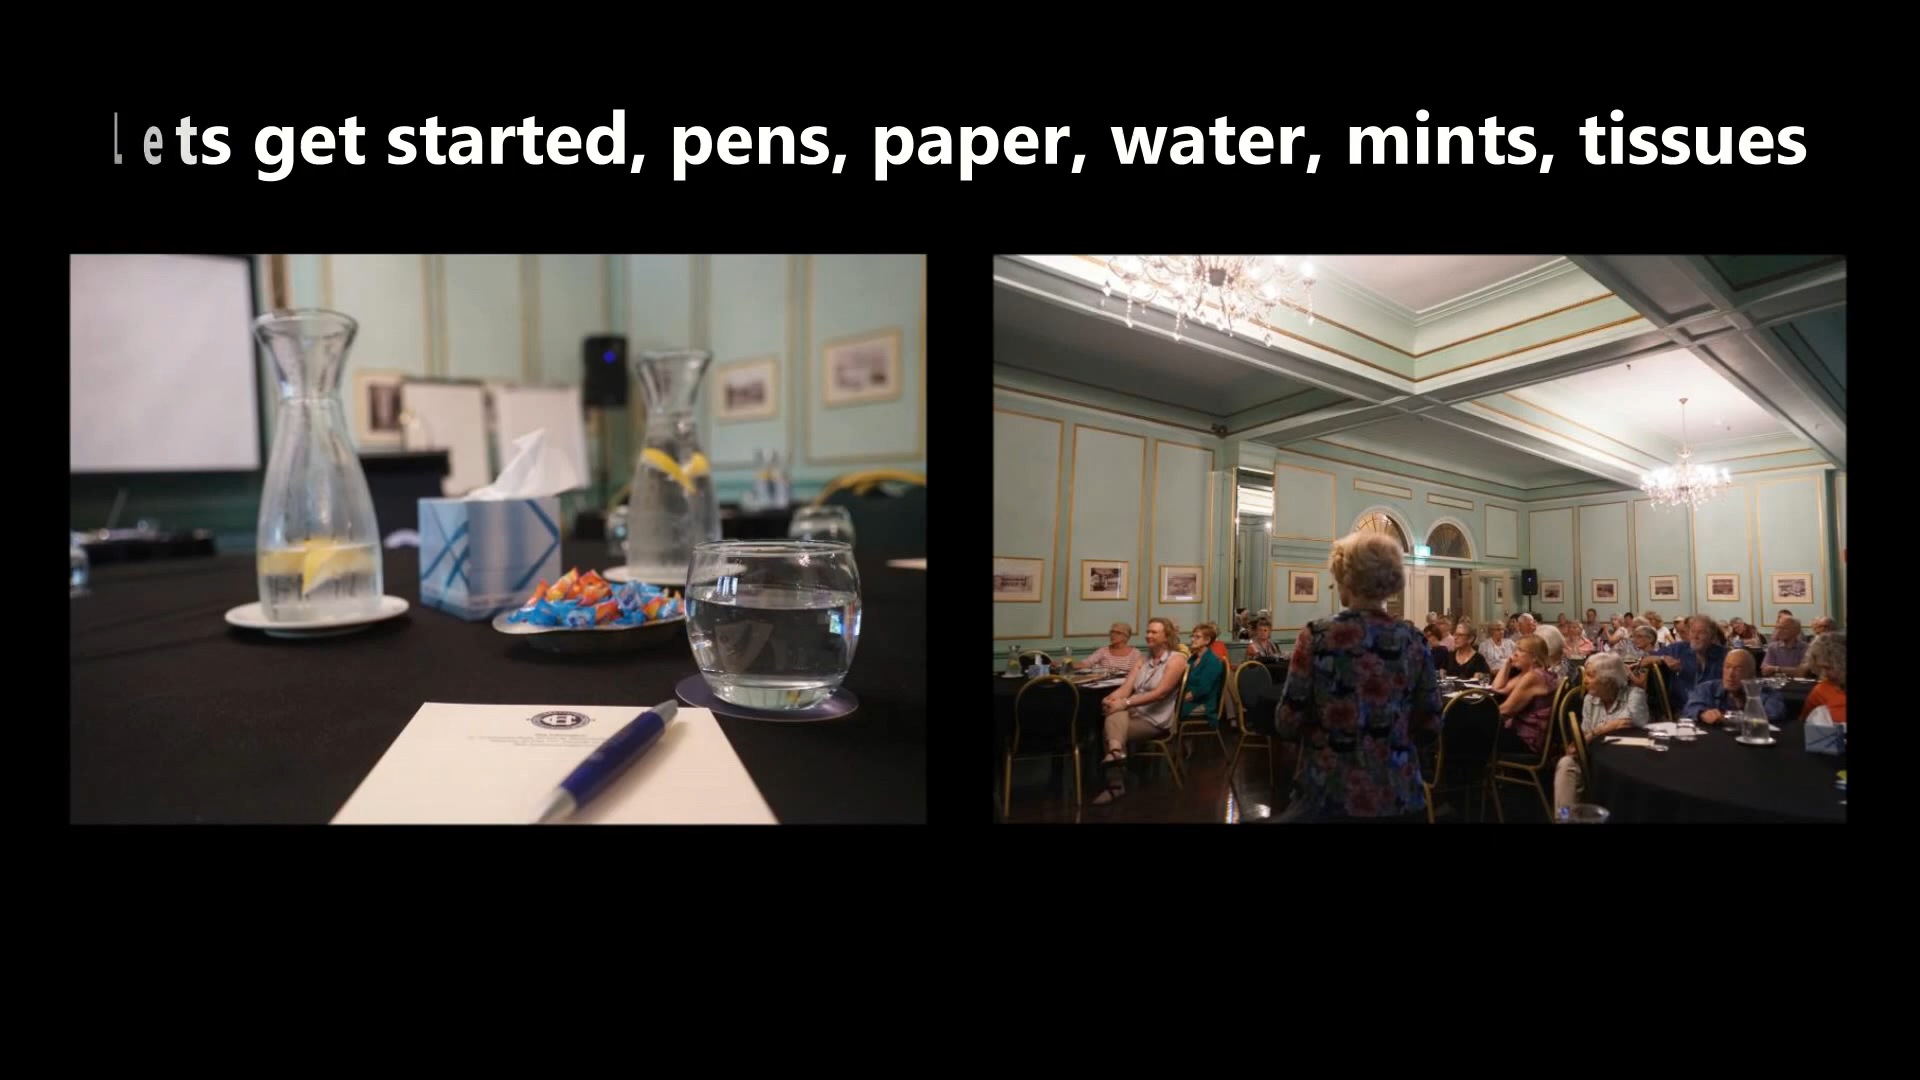 Lets get started, pens, paper, water, mints, tissues